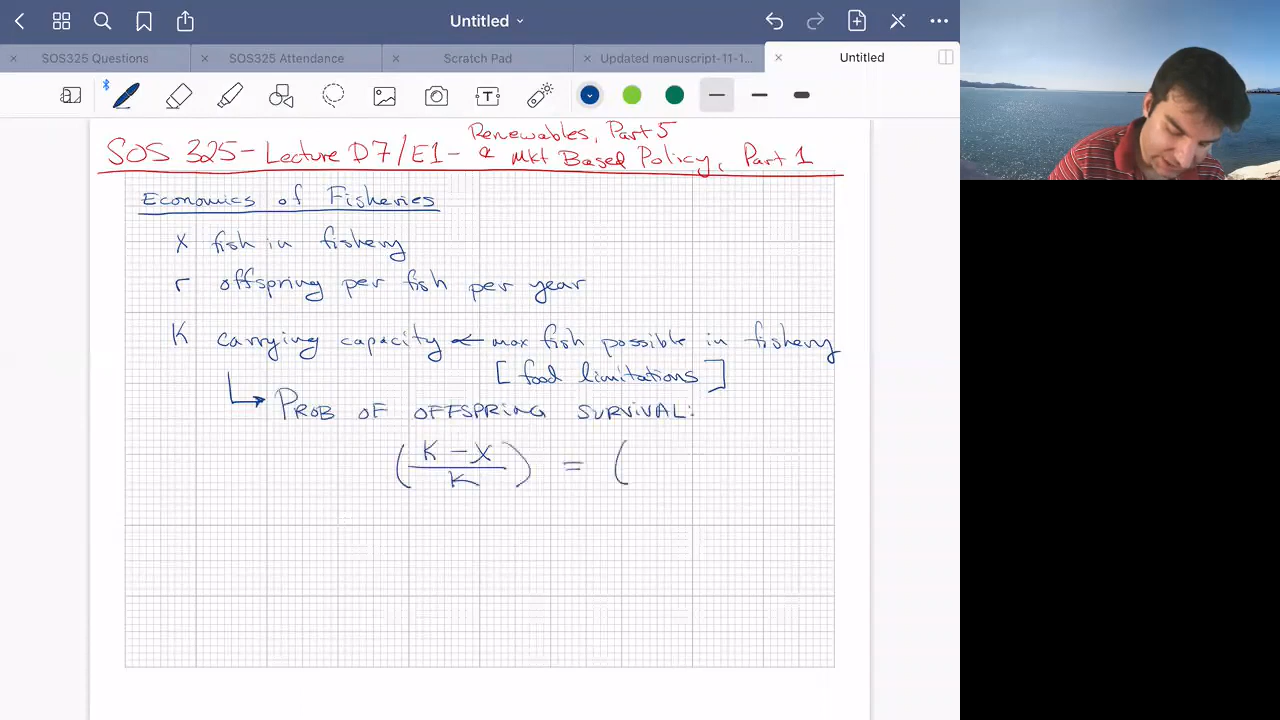 Untitled
SOS325 Questions
SOS325 Attendance
Scratch Pad
Updated manuscript-11-1...
Untitled
SOS 325 - Lecture D7/E1 - Renewables, Part 5
& Mkt Based Policy, Part 1
Economics of Fisheries
X fish in fishery
r offspring per fish per year
K carrying capacity ← max fish possible in fishery
[food limitations]
↳ PROB OF OFFSPRING SURVIVAL:
(K - X / K) = (